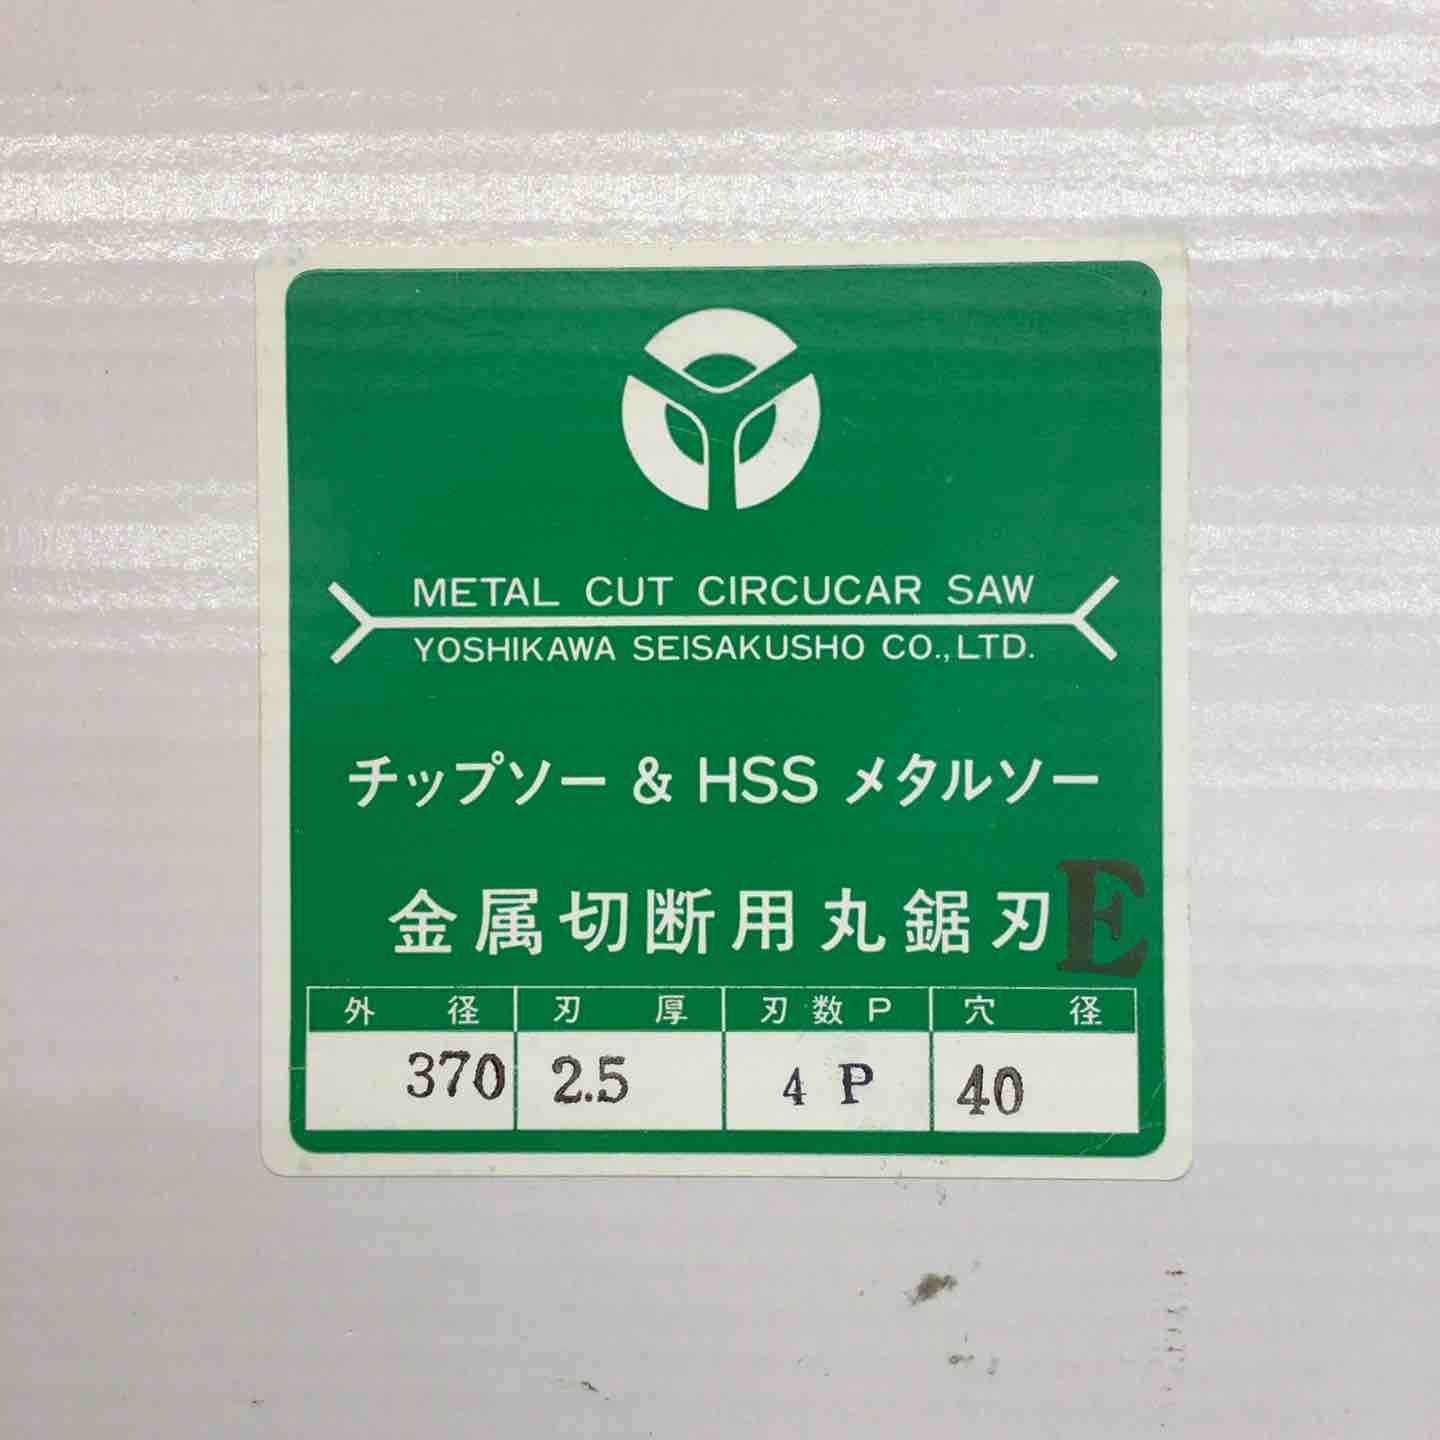 METAL CUT CIRCUCAR SAW
YOSHIKAWA SEISAKUSHO CO.,LTD.
チップソー & HSS メタルソー
金属切断用丸鋸刃 E
外径 刃厚 刃数P 穴径
370 2.5 4 P 40